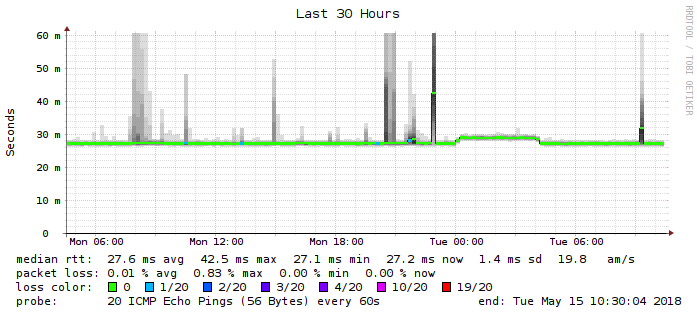 Last 30 Hours
RRDTOOL / TOBI OETIKER
Seconds
60 m
50 m
40 m
30 m
20 m
10 m
0
Mon 06:00 Mon 12:00 Mon 18:00 Tue 00:00 Tue 06:00
median rtt: 27.6 ms avg 42.5 ms max 27.1 ms min 27.2 ms now 1.4 ms sd 19.8 am/s
packet loss: 0.01 % avg 0.83 % max 0.00 % min 0.00 % now
loss color: 0 1/20 2/20 3/20 4/20 10/20 19/20
probe: 20 ICMP Echo Pings (56 Bytes) every 60s end: Tue May 15 10:30:04 2018